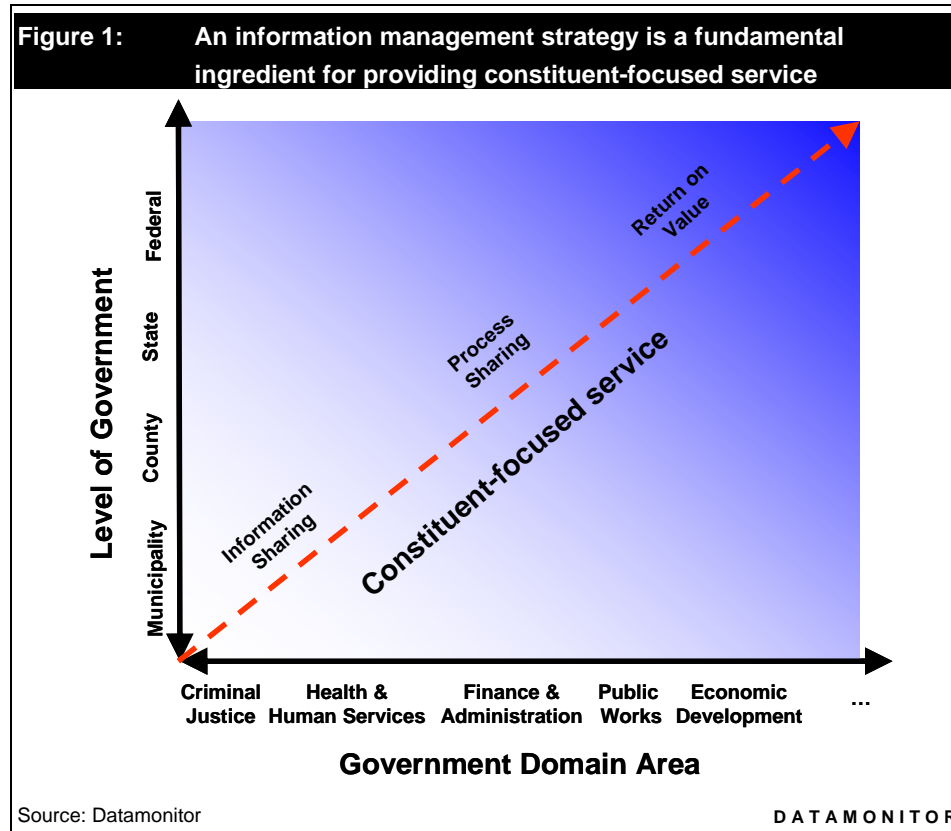 Figure 1: An information management strategy is a fundamental
ingredient for providing constituent-focused service
Level of Government
Federal
State
County
Municipality
Return on
Value
Process
Sharing
Information
Sharing
Constituent-focused service
Criminal
Justice
Health &
Human Services
Finance &
Administration
Public
Works
Economic
Development
...
Government Domain Area
Source: Datamonitor
DATAMONITOR